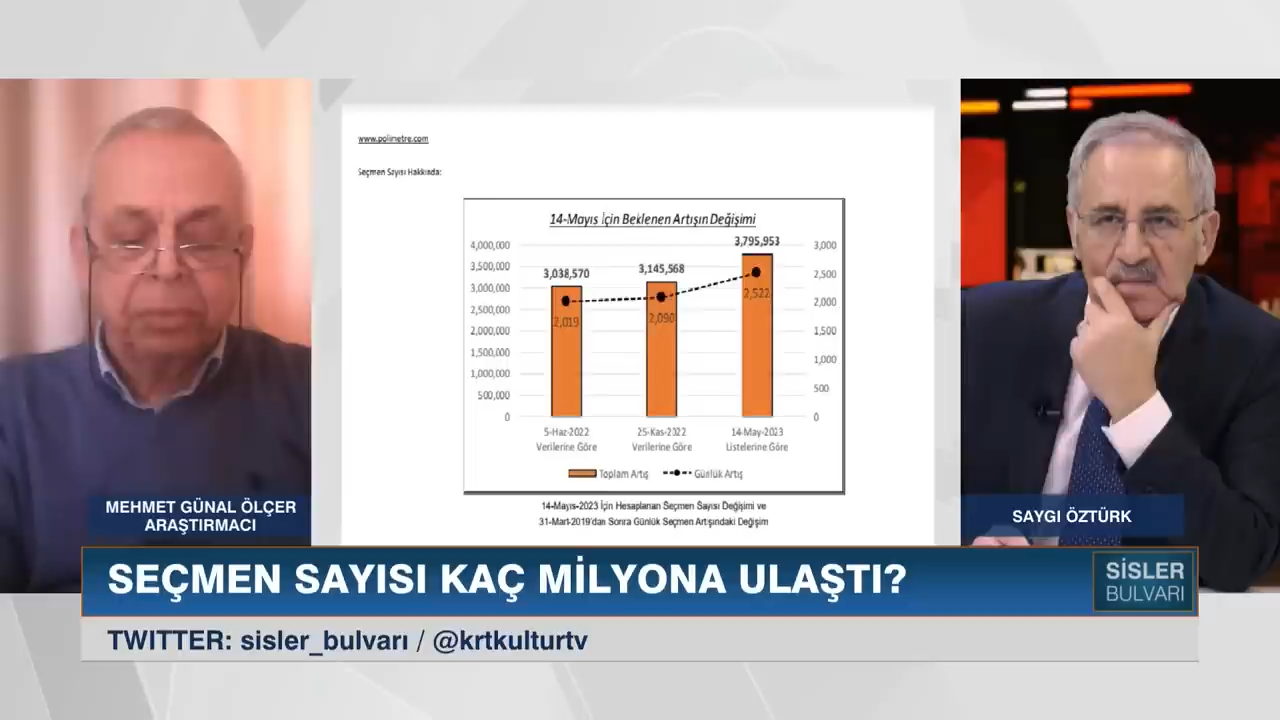 www.polimetre.com
Seçmen Sayısı Hakkında:
14-Mayıs İçin Beklenen Artışın Değişimi
4,000,000
3,500,000
3,000,000
2,500,000
2,000,000
1,500,000
1,000,000
500,000
0
3,038,570
3,145,568
3,795,953
2,019
2,090
2,522
3,000
2,500
2,000
1,500
1,000
500
0
5-Haz-2022
Verilerine Göre
25-Kas-2022
Verilerine Göre
14-May-2023
Listelerine Göre
Toplam Artış
Günlük Artış
14-Mayıs-2023 İçin Hesaplanan Seçmen Sayısı Değişimi ve
31-Mart-2019'dan Sonra Günlük Seçmen Artışındaki Değişim
MEHMET GÜNAL ÖLÇER
ARAŞTIRMACI
SAYGI ÖZTÜRK
SEÇMEN SAYISI KAÇ MİLYONA ULAŞTI?
SİSLER
BULVARI
TWITTER: sisler_bulvarı / @krtkulturtv